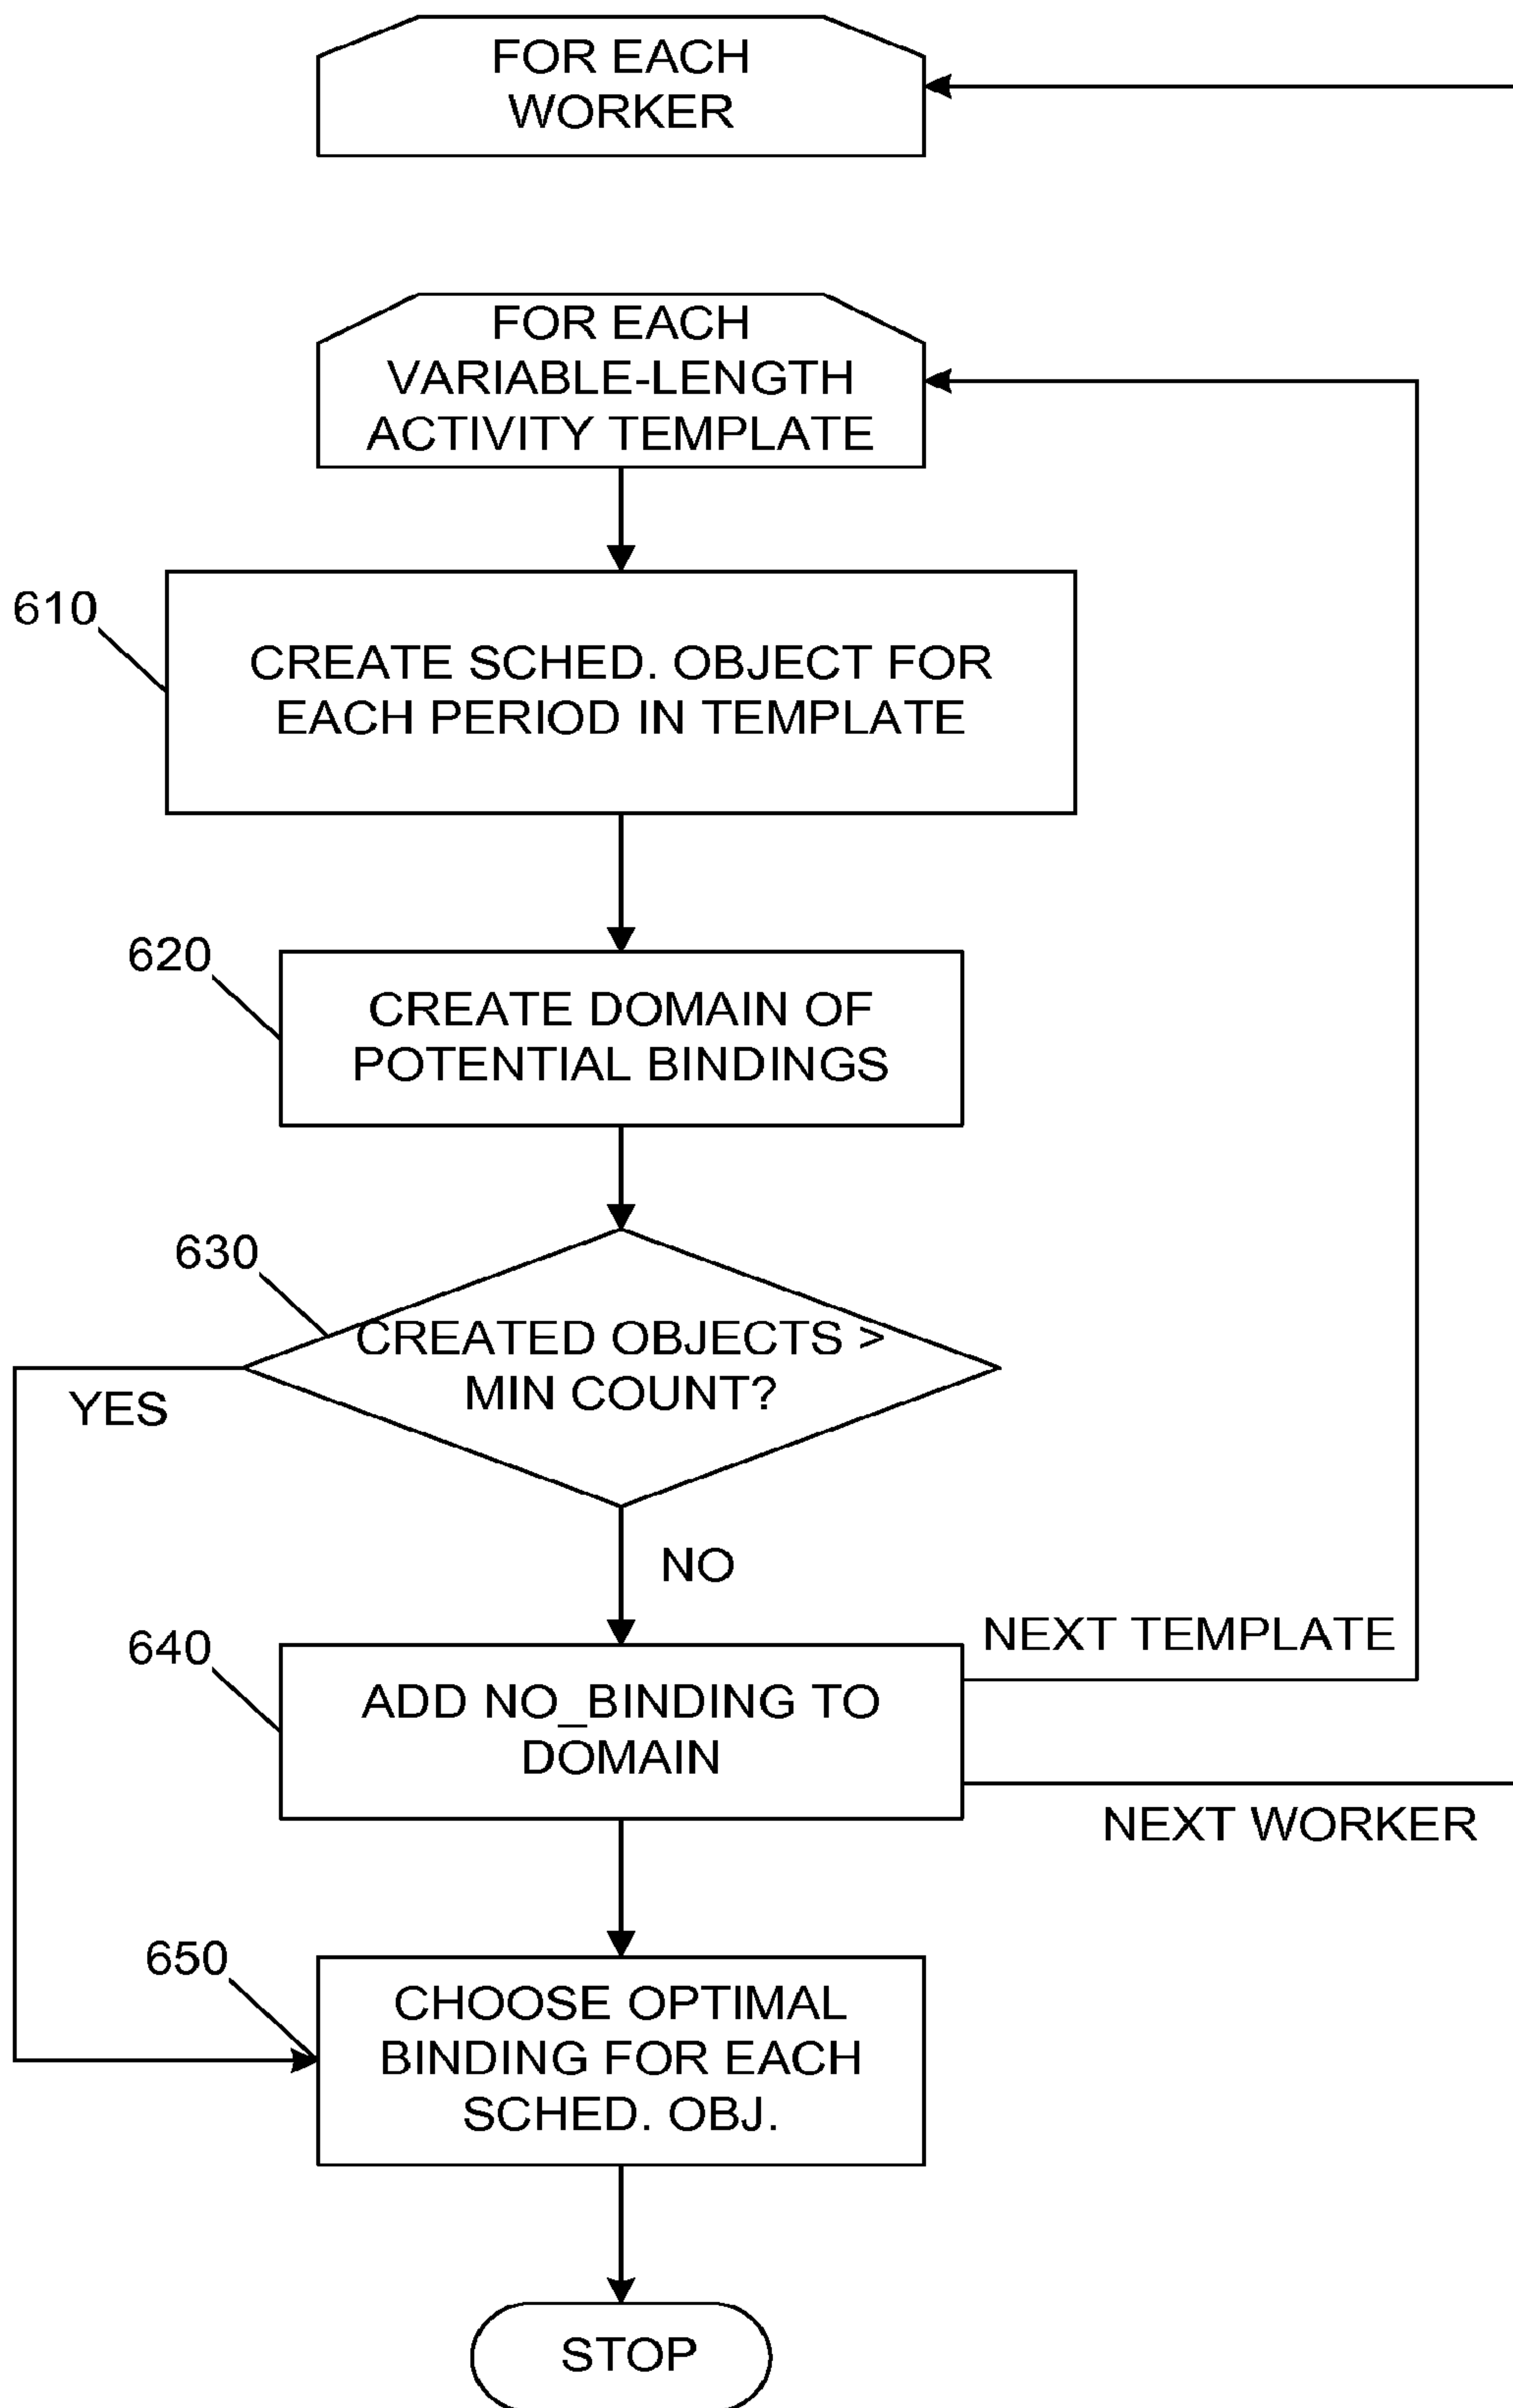 FOR EACH
WORKER
FOR EACH
VARIABLE-LENGTH
ACTIVITY TEMPLATE
610
CREATE SCHED. OBJECT FOR
EACH PERIOD IN TEMPLATE
620
CREATE DOMAIN OF
POTENTIAL BINDINGS
630
CREATED OBJECTS >
MIN COUNT?
YES
NO
NEXT TEMPLATE
640
ADD NO_BINDING TO
DOMAIN
NEXT WORKER
650
CHOOSE OPTIMAL
BINDING FOR EACH
SCHED. OBJ.
STOP